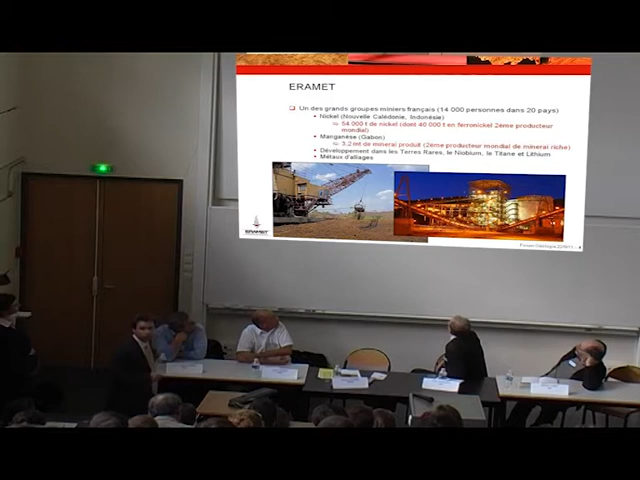 ERAMET
Un des grands groupes miniers français (14 000 personnes dans 20 pays)
Nickel (Nouvelle Calédonie, Indonésie)
54 000 t de nickel (dont 40 000 t en ferronickel 2ème producteur
mondial)
Manganèse (Gabon)
3,2 mt de minerai produit (2ème producteur mondial de minerai riche)
Développement dans les Terres Rares, le Niobium, le Titane et Lithium
Métaux d'alliages
ERAMET